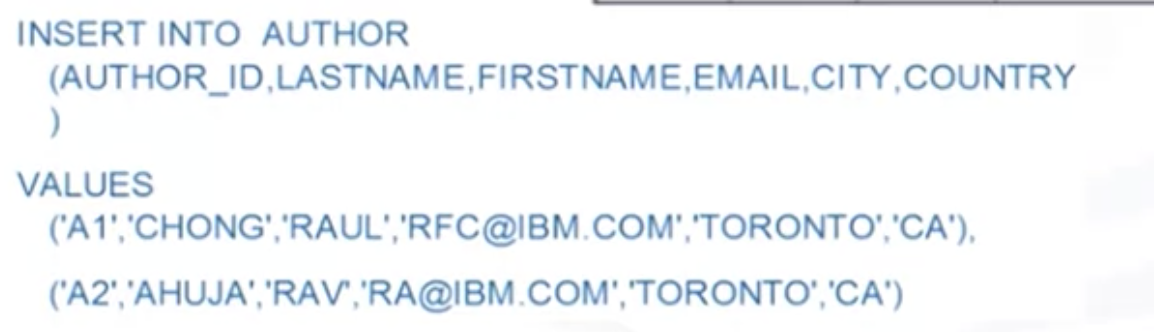 INSERT INTO AUTHOR
(AUTHOR_ID,LASTNAME,FIRSTNAME,EMAIL,CITY,COUNTRY
)
VALUES
('A1','CHONG','RAUL','RFC@IBM.COM','TORONTO','CA'),
('A2','AHUJA','RAV','RA@IBM.COM','TORONTO','CA')